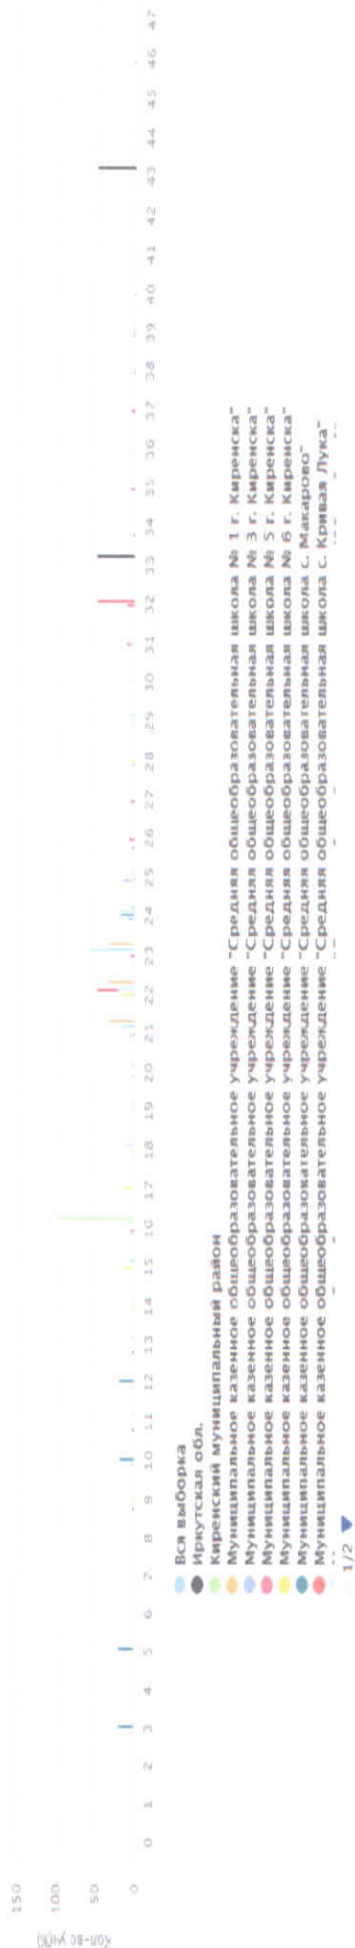 Кол-во уч(%)
150
100
50
0
0 1 2 3 4 5 6 7 8 9 10 11 12 13 14 15 16 17 18 19 20 21 22 23 24 25 26 27 28 29 30 31 32 33 34 35 36 37 38 39 40 41 42 43 44 45 46 47
Вся выборка
Иркутская обл.
Киренский муниципальный район
Муниципальное казенное общеобразовательное учреждение "Средняя общеобразовательная школа № 1 г. Киренска"
Муниципальное казенное общеобразовательное учреждение "Средняя общеобразовательная школа № 3 г. Киренска"
Муниципальное казенное общеобразовательное учреждение "Средняя общеобразовательная школа № 5 г. Киренска"
Муниципальное казенное общеобразовательное учреждение "Средняя общеобразовательная школа № 6 г. Киренска"
Муниципальное казенное общеобразовательное учреждение "Средняя общеобразовательная школа с. Макарово"
Муниципальное казенное общеобразовательное учреждение "Средняя общеобразовательная школа с. Кривая Лука"
1/2